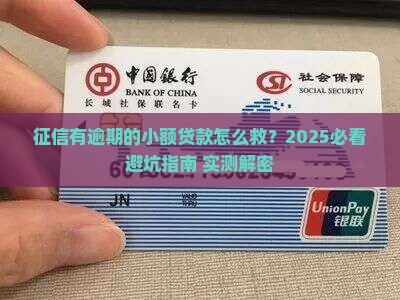 中国银行
BANK OF CHINA
长城 社保卡
社会保障
SOCIAL SECURITY
征信有逾期的小额贷款怎么救？2025必看
避坑指南 实测解密
JN
UnionPay
银联